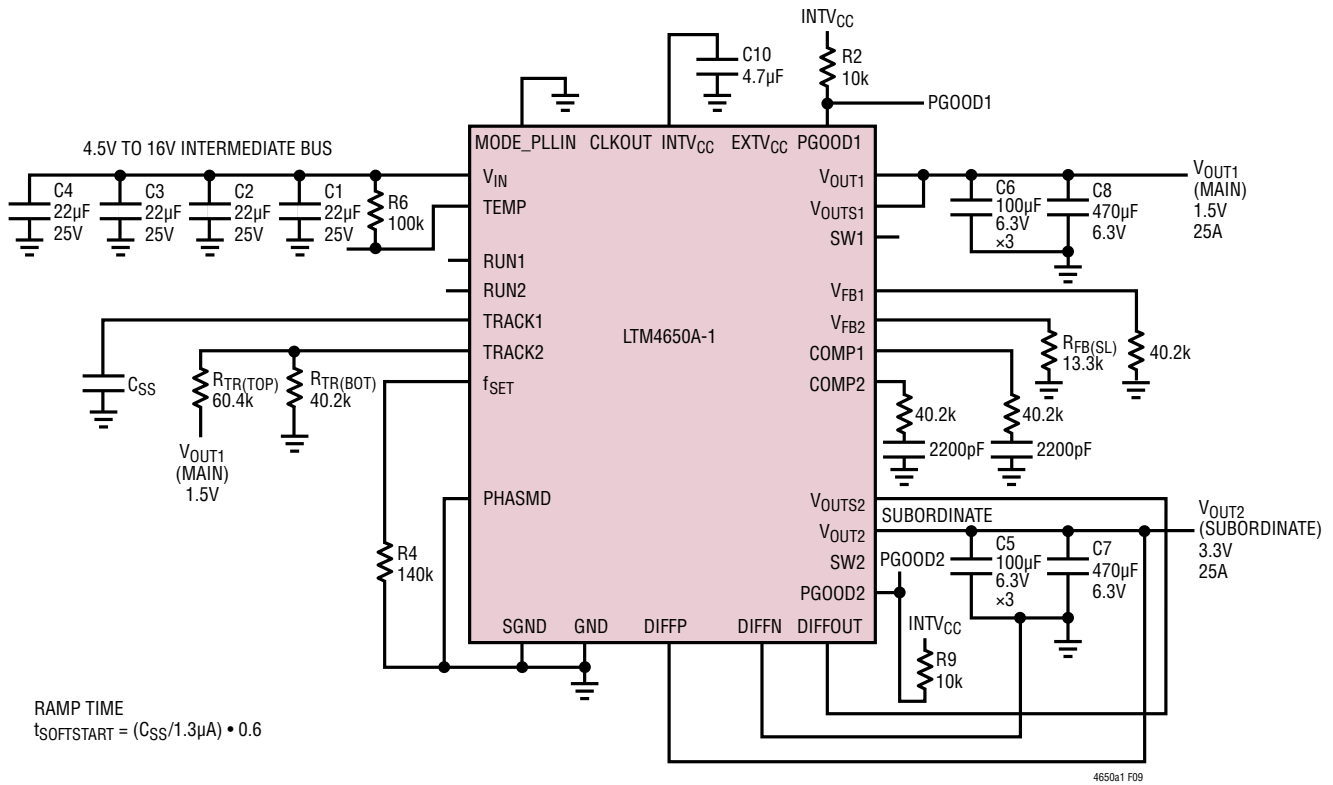 INTVCC
C10
4.7µF
R2
10k
PGOOD1
4.5V TO 16V INTERMEDIATE BUS
MODE_PLLIN CLKOUT INTVCC EXTVCC PGOOD1
C4
22µF
25V
C3
22µF
25V
C2
22µF
25V
C1
22µF
25V
R6
100k
VIN
TEMP
RUN1
RUN2
TRACK1
TRACK2
fSET
PHASMD
LTM4650A-1
VOUT1
VOUTS1
SW1
VFB1
VFB2
COMP1
COMP2
VOUTS2
VOUT2
SW2
PGOOD2
SGND GND DIFFP DIFFN DIFFOUT
C6
100µF
6.3V
×3
C8
470µF
6.3V
VOUT1
(MAIN)
1.5V
25A
RFB(SL)
13.3k
40.2k
40.2k
2200pF
40.2k
2200pF
CSS
RTR(TOP)
60.4k
RTR(BOT)
40.2k
VOUT1
(MAIN)
1.5V
R4
140k
SUBORDINATE
PGOOD2
C5
100µF
6.3V
×3
C7
470µF
6.3V
VOUT2
(SUBORDINATE)
3.3V
25A
INTVCC
R9
10k
RAMP TIME
tSOFTSTART = (CSS/1.3µA) • 0.6
4650a1 F09